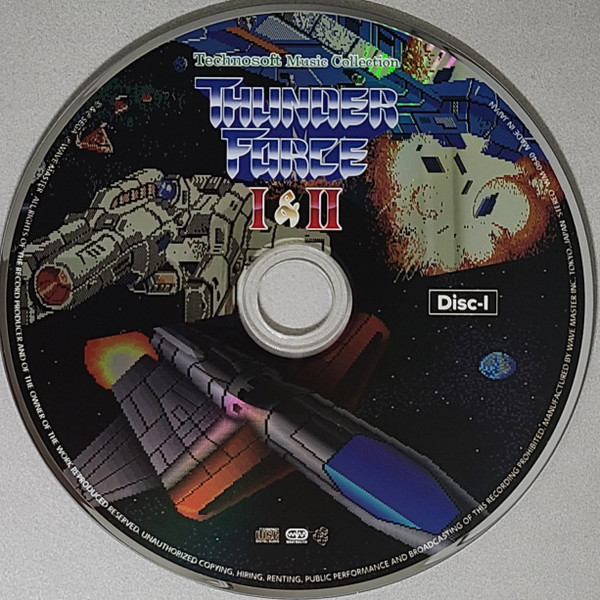 Technosoft Music Collection
THUNDER
FORCE
I & II
Disc-I
MADE IN JAPAN
STEREO
© & ℗ SEGA / WAVE MASTER ALL RIGHTS OF THE RECORD PRODUCER AND OF THE OWNER OF THE WORK REPRODUCED RESERVED. UNAUTHORIZED COPYING, HIRING, RENTING, PUBLIC PERFORMANCE AND BROADCASTING OF THIS RECORDING PROHIBITED. MANUFACTURED BY WAVE MASTER INC. TOKYO, JAPAN.